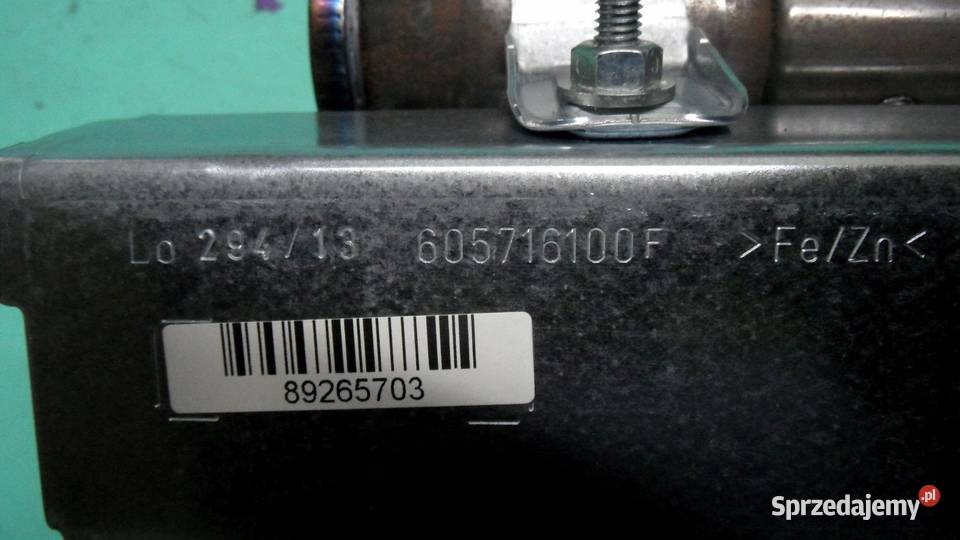 Lo 294/13 605716100F >Fe/Zn<
89265703
Sprzedajemy.pl